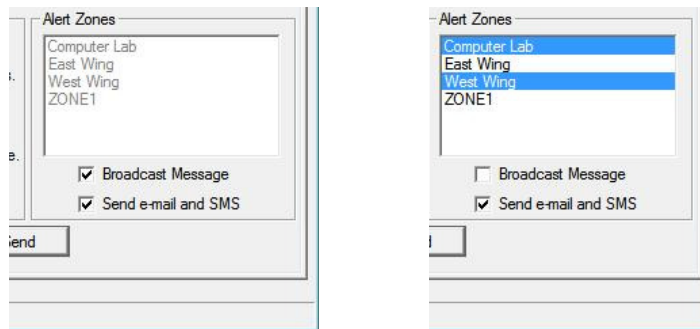 Alert Zones
Computer Lab
East Wing
West Wing
ZONE1
Broadcast Message
Send e-mail and SMS
Send
Alert Zones
Computer Lab
East Wing
West Wing
ZONE1
Broadcast Message
Send e-mail and SMS